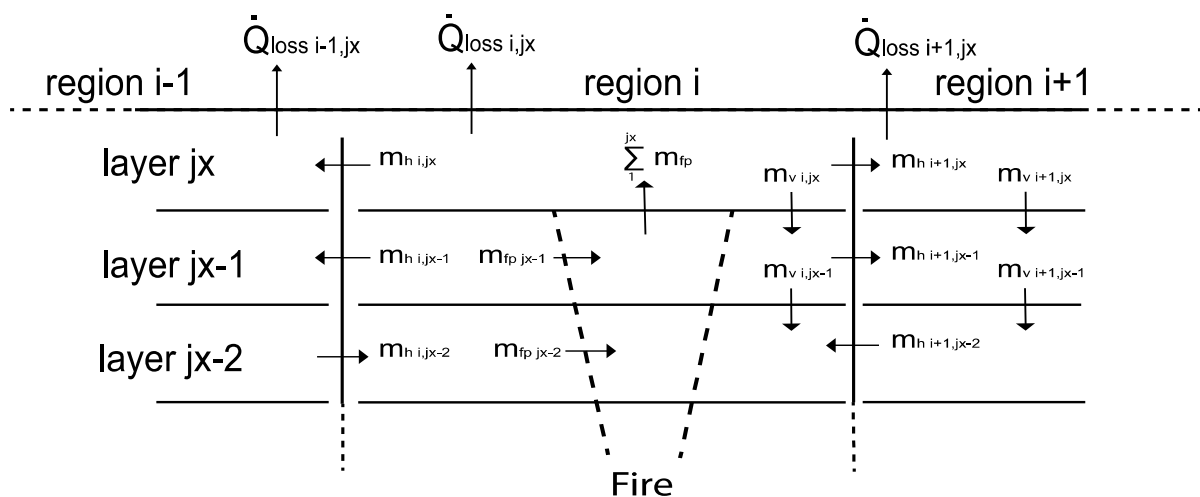 Q̇loss i-1,jx Q̇loss i,jx Q̇loss i+1,jx
region i-1 region i region i+1
layer jx mh i,jx jx∑1 mfp mv i,jx mh i+1,jx mv i+1,jx
layer jx-1 mh i,jx-1 mfp jx-1 mv i,jx-1 mh i+1,jx-1 mv i+1,jx-1
layer jx-2 mh i,jx-2 mfp jx-2 mh i+1,jx-2
Fire